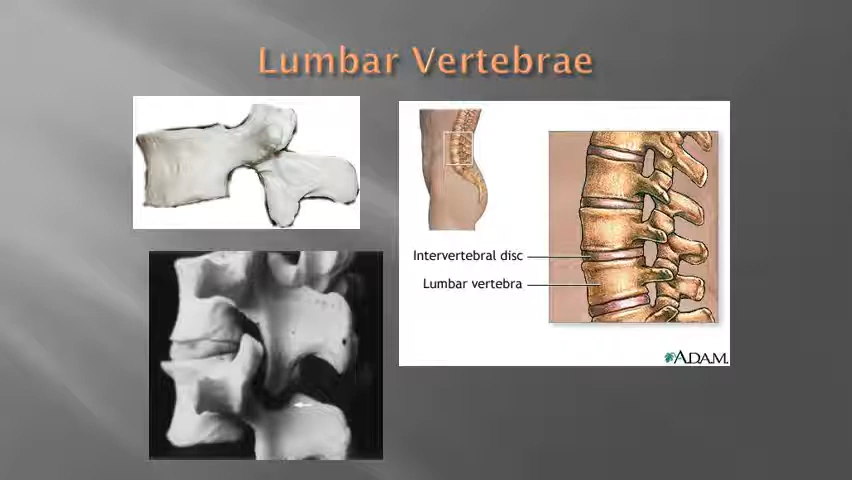 Lumbar Vertebrae
Intervertebral disc
Lumbar vertebra
A.D.A.M.